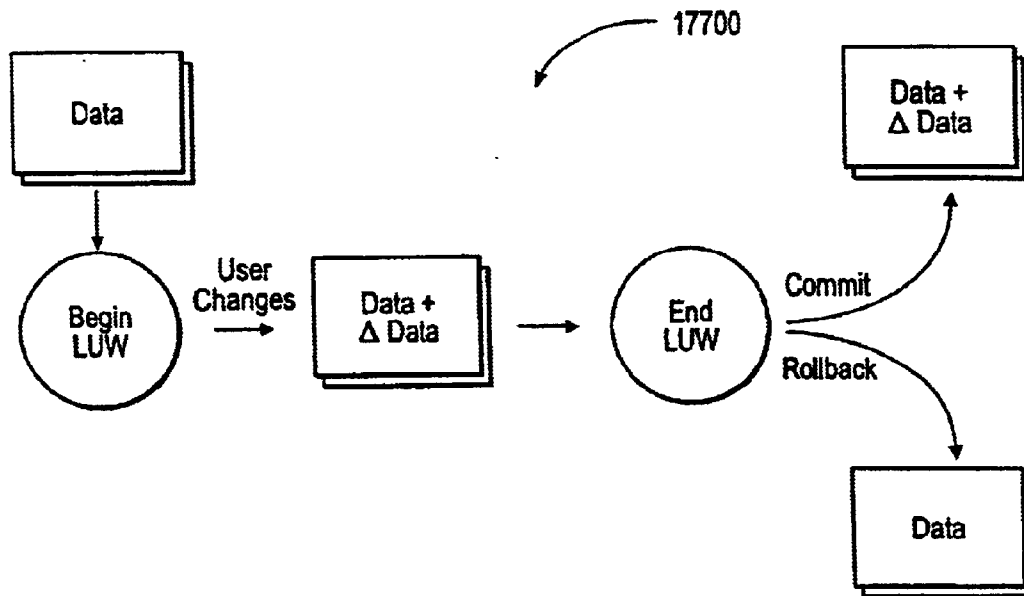 17700
Data
Data +
Δ Data
Begin
LUW
User
Changes
Data +
Δ Data
End
LUW
Commit
Rollback
Data